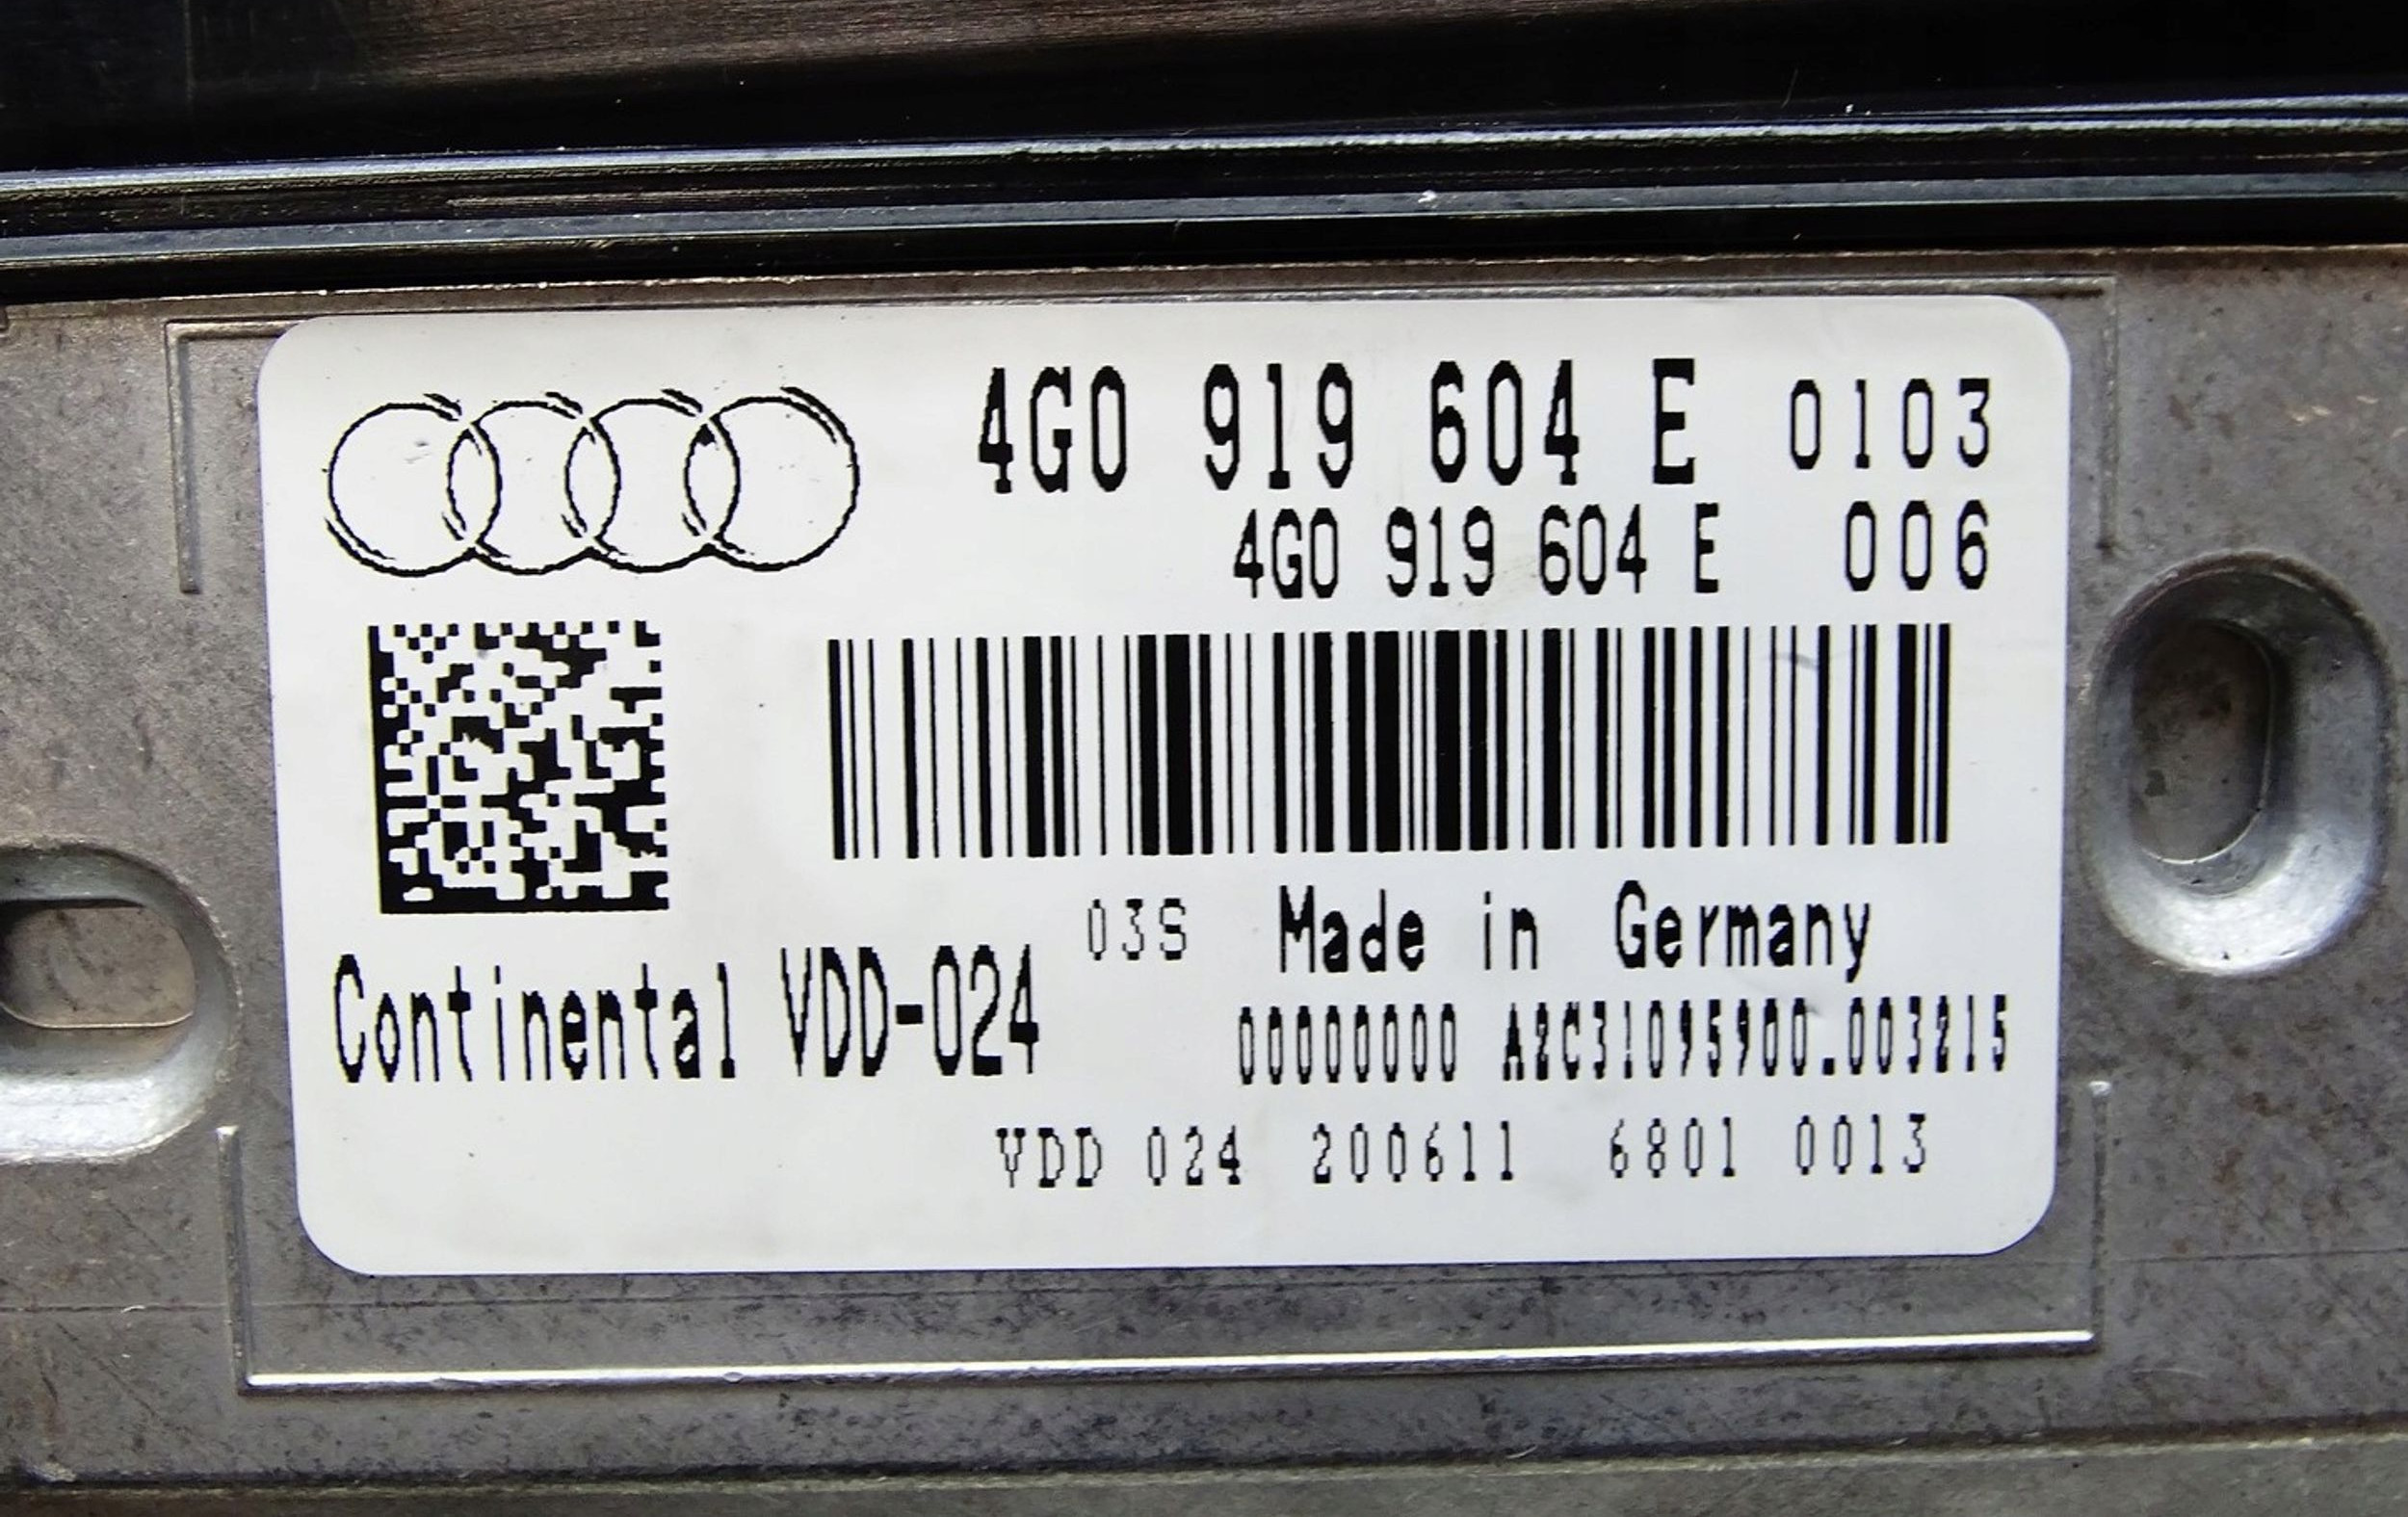 4G0 919 604 E 0103
4G0 919 604 E 006
03S Made in Germany
Continental VDD-024
00000000 A2C31095900.003215
VDD 024 200611 6801 0013